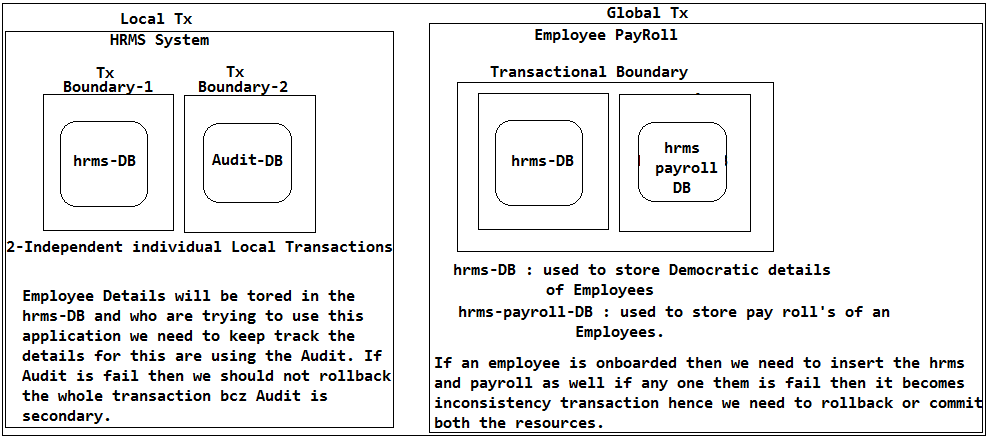 Local Tx
HRMS System
Tx
Boundary-1
Tx
Boundary-2
hrms-DB
Audit-DB
2-Independent individual Local Transactions
Employee Details will be tored in the
hrms-DB and who are trying to use this
application we need to keep track the
details for this are using the Audit. If
Audit is fail then we should not rollback
the whole transaction bcz Audit is
secondary.
Global Tx
Employee PayRoll
Transactional Boundary
hrms-DB
hrms
payroll
DB
hrms-DB : used to store Democratic details
of Employees
hrms-payroll-DB : used to store pay roll's of an
Employees.
If an employee is onboarded then we need to insert the hrms
and payroll as well if any one them is fail then it becomes
inconsistency transaction hence we need to rollback or commit
both the resources.